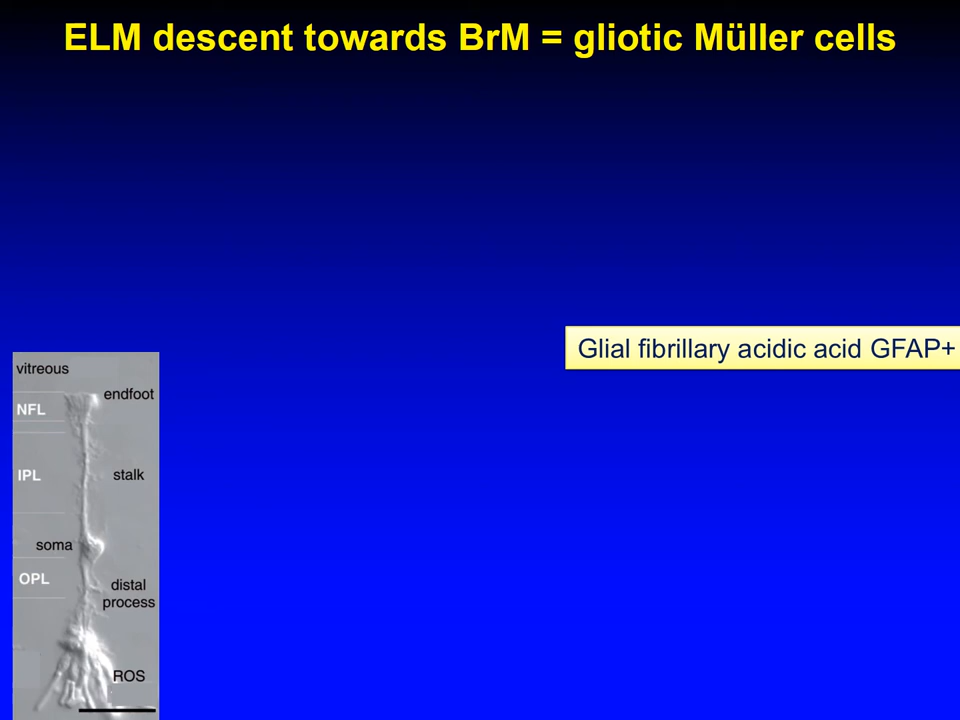 ELM descent towards BrM = gliotic Müller cells
Glial fibrillary acidic acid GFAP+
vitreous
endfoot
NFL
IPL
stalk
soma
OPL
distal
process
ROS